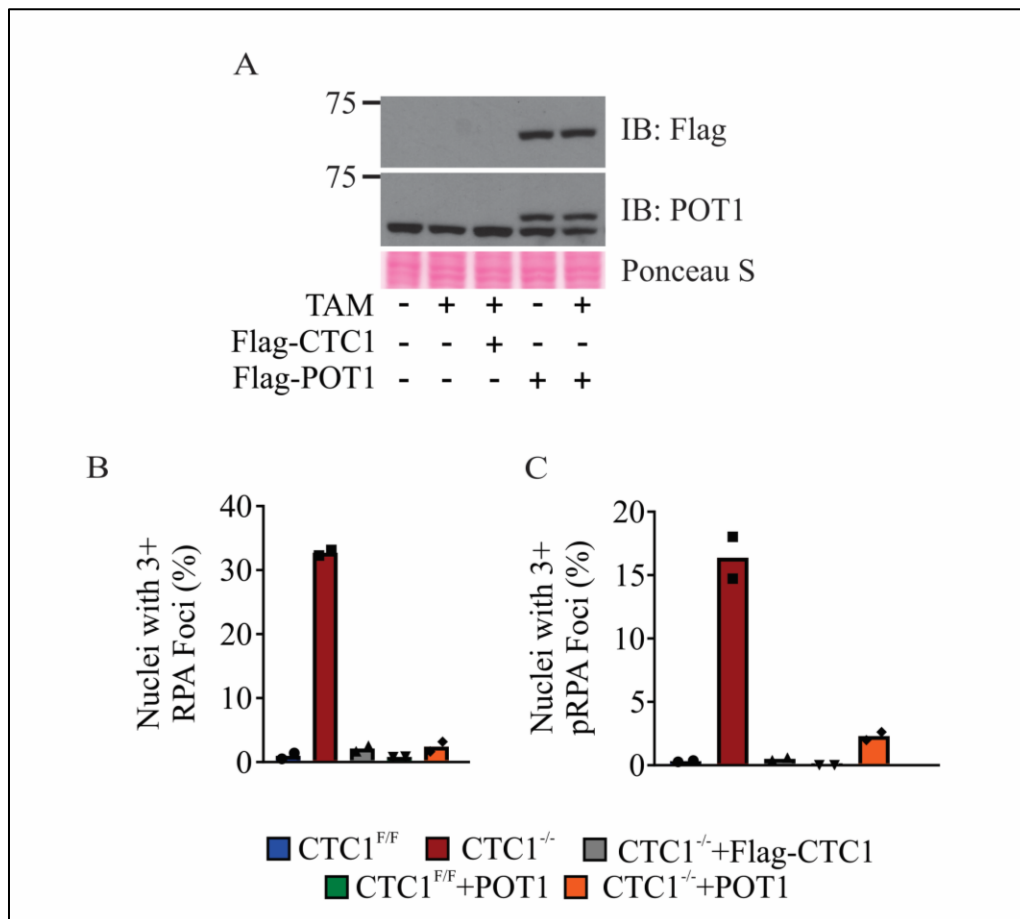 A
75
IB: Flag
75
IB: POT1
Ponceau S
TAM - + + - +
Flag-CTC1 - - + - -
Flag-POT1 - - - + +
B
Nuclei with 3+
RPA Foci (%)
40
30
20
10
0
C
Nuclei with 3+
pRPA Foci (%)
20
15
10
5
0
CTC1F/F CTC1-/- CTC1-/-+Flag-CTC1
CTC1F/F+POT1 CTC1-/-+POT1